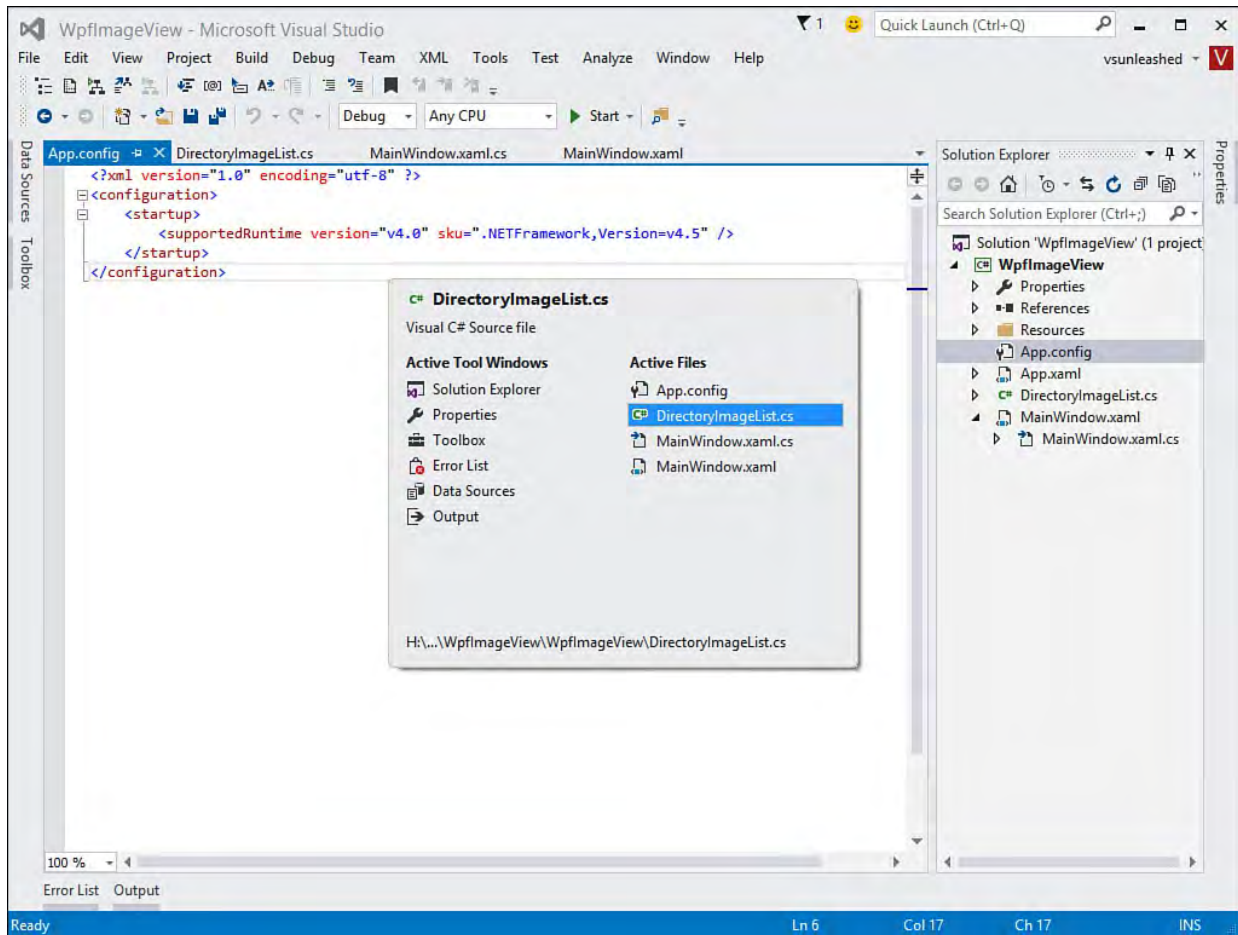 WpfImageView - Microsoft Visual Studio
1
Quick Launch (Ctrl+Q)
File Edit View Project Build Debug Team XML Tools Test Analyze Window Help
vsunleashed
V
Debug
Any CPU
Start
Data Sources
Toolbox
App.config
DirectoryImageList.cs
MainWindow.xaml.cs
MainWindow.xaml
<?xml version="1.0" encoding="utf-8" ?>
<configuration>
<startup>
<supportedRuntime version="v4.0" sku=".NETFramework,Version=v4.5" />
</startup>
</configuration>
C# DirectoryImageList.cs
Visual C# Source file
Active Tool Windows
Solution Explorer
Properties
Toolbox
Error List
Data Sources
Output
Active Files
App.config
DirectoryImageList.cs
MainWindow.xaml.cs
MainWindow.xaml
H:\...\WpfImageView\WpfImageView\DirectoryImageList.cs
Solution Explorer
Search Solution Explorer (Ctrl+;)
Solution 'WpfImageView' (1 project
C# WpfImageView
Properties
References
Resources
App.config
App.xaml
C# DirectoryImageList.cs
MainWindow.xaml
MainWindow.xaml.cs
Properties
100 %
Error List Output
Ready
Ln 6
Col 17
Ch 17
INS